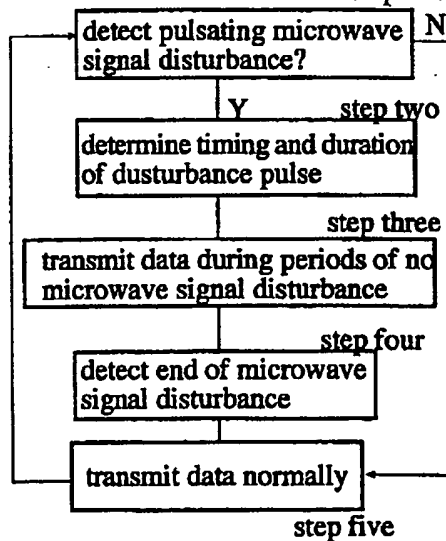 detect pulsating microwave
signal disturbance?
N
Y
step two
determine timing and duration
of dusturbance pulse
step three
transmit data during periods of no
microwave signal disturbance
step four
detect end of microwave
signal disturbance
transmit data normally
step five